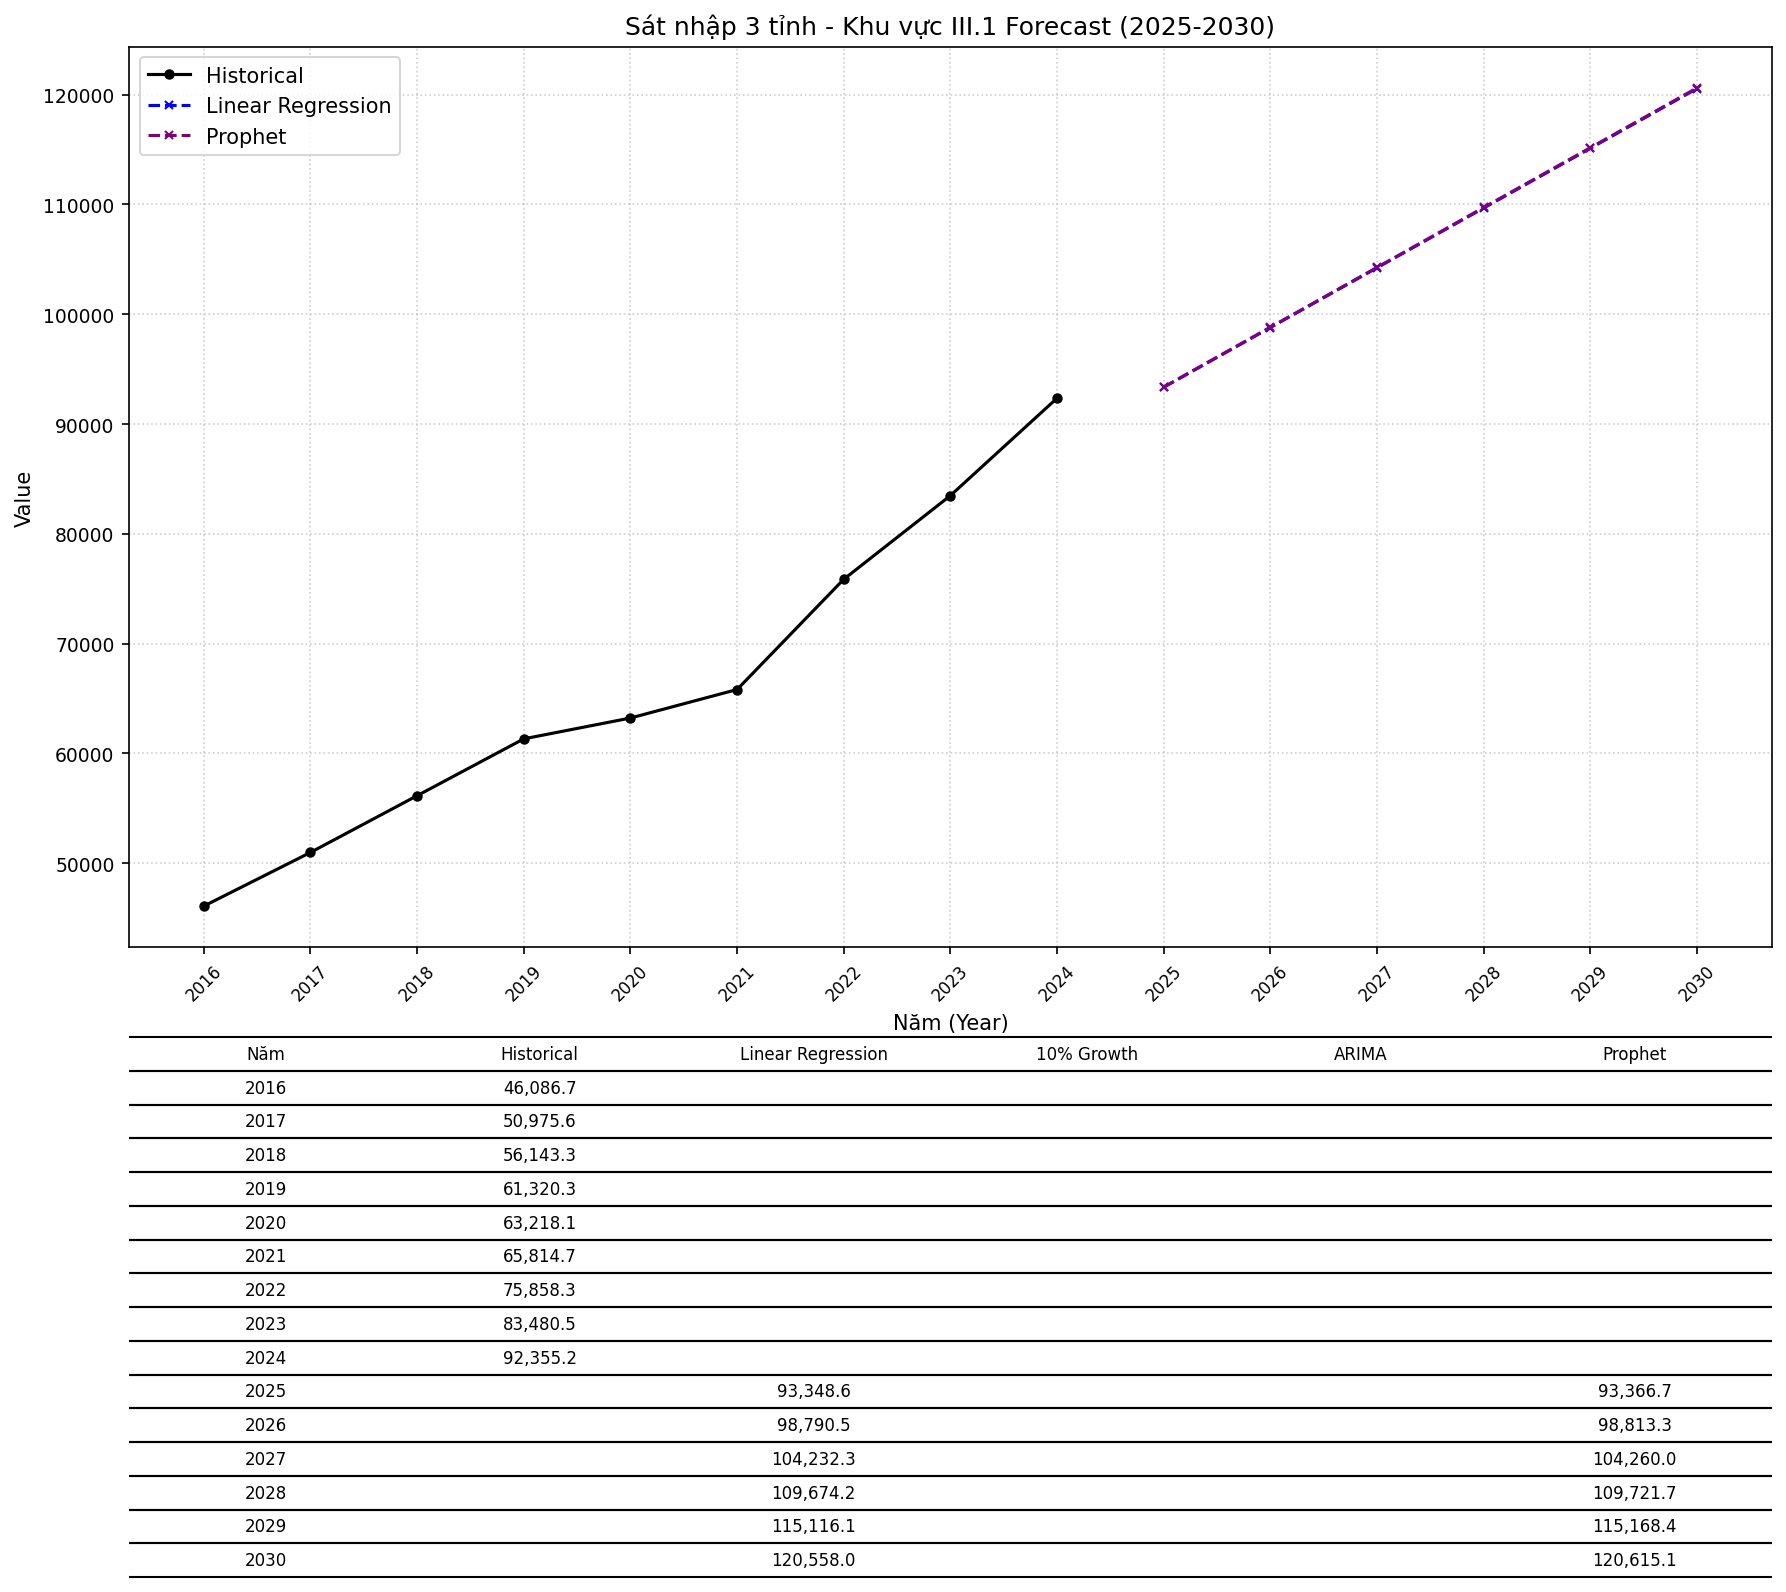 Sát nhập 3 tỉnh - Khu vực III.1 Forecast (2025-2030)
Historical
Linear Regression
Prophet
Value
120000
110000
100000
90000
80000
70000
60000
50000
2016 2017 2018 2019 2020 2021 2022 2023 2024 2025 2026 2027 2028 2029 2030
Năm (Year)
Năm Historical Linear Regression 10% Growth ARIMA Prophet
2016 46,086.7
2017 50,975.6
2018 56,143.3
2019 61,320.3
2020 63,218.1
2021 65,814.7
2022 75,858.3
2023 83,480.5
2024 92,355.2
2025 93,348.6 93,366.7
2026 98,790.5 98,813.3
2027 104,232.3 104,260.0
2028 109,674.2 109,721.7
2029 115,116.1 115,168.4
2030 120,558.0 120,615.1